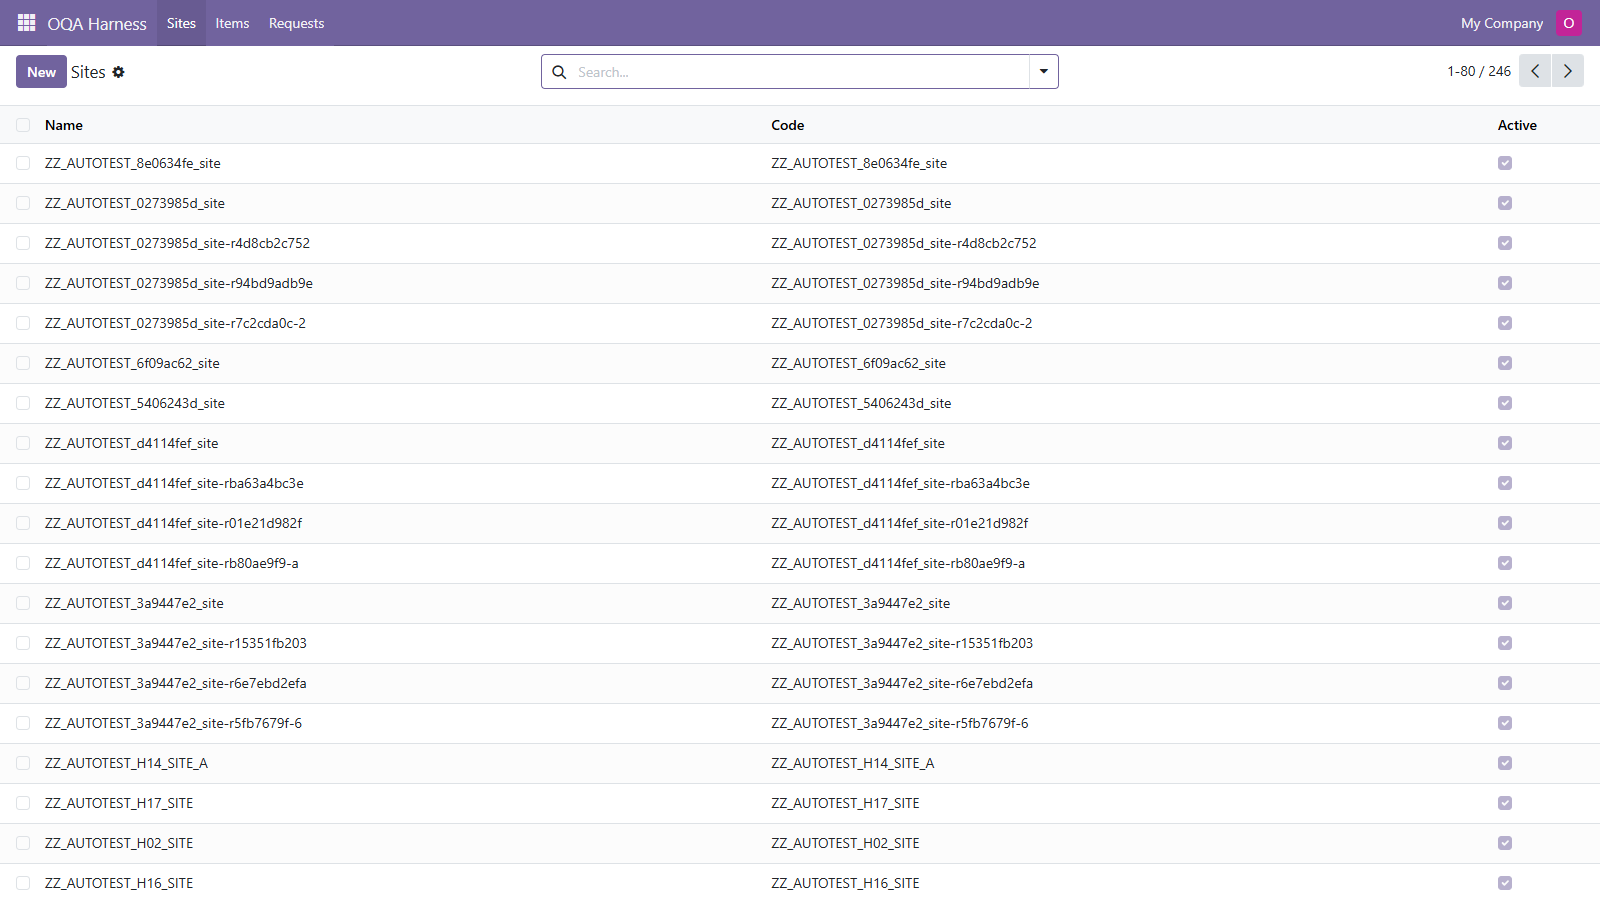 OQA Harness Sites Items Requests My Company O
New Sites Search... 1-80 / 246
Name Code Active
ZZ_AUTOTEST_8e0634fe_site ZZ_AUTOTEST_8e0634fe_site
ZZ_AUTOTEST_0273985d_site ZZ_AUTOTEST_0273985d_site
ZZ_AUTOTEST_0273985d_site-r4d8cb2c752 ZZ_AUTOTEST_0273985d_site-r4d8cb2c752
ZZ_AUTOTEST_0273985d_site-r94bd9adb9e ZZ_AUTOTEST_0273985d_site-r94bd9adb9e
ZZ_AUTOTEST_0273985d_site-r7c2cda0c-2 ZZ_AUTOTEST_0273985d_site-r7c2cda0c-2
ZZ_AUTOTEST_6f09ac62_site ZZ_AUTOTEST_6f09ac62_site
ZZ_AUTOTEST_5406243d_site ZZ_AUTOTEST_5406243d_site
ZZ_AUTOTEST_d4114fef_site ZZ_AUTOTEST_d4114fef_site
ZZ_AUTOTEST_d4114fef_site-rba63a4bc3e ZZ_AUTOTEST_d4114fef_site-rba63a4bc3e
ZZ_AUTOTEST_d4114fef_site-r01e21d982f ZZ_AUTOTEST_d4114fef_site-r01e21d982f
ZZ_AUTOTEST_d4114fef_site-rb80ae9f9-a ZZ_AUTOTEST_d4114fef_site-rb80ae9f9-a
ZZ_AUTOTEST_3a9447e2_site ZZ_AUTOTEST_3a9447e2_site
ZZ_AUTOTEST_3a9447e2_site-r15351fb203 ZZ_AUTOTEST_3a9447e2_site-r15351fb203
ZZ_AUTOTEST_3a9447e2_site-r6e7ebd2efa ZZ_AUTOTEST_3a9447e2_site-r6e7ebd2efa
ZZ_AUTOTEST_3a9447e2_site-r5fb7679f-6 ZZ_AUTOTEST_3a9447e2_site-r5fb7679f-6
ZZ_AUTOTEST_H14_SITE_A ZZ_AUTOTEST_H14_SITE_A
ZZ_AUTOTEST_H17_SITE ZZ_AUTOTEST_H17_SITE
ZZ_AUTOTEST_H02_SITE ZZ_AUTOTEST_H02_SITE
ZZ_AUTOTEST_H16_SITE ZZ_AUTOTEST_H16_SITE